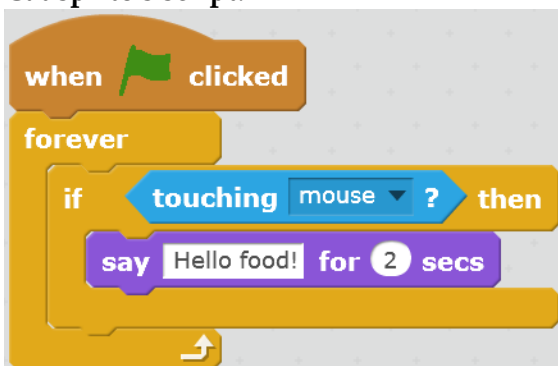 when clicked
forever
if touching mouse ? then
say Hello food! for 2 secs